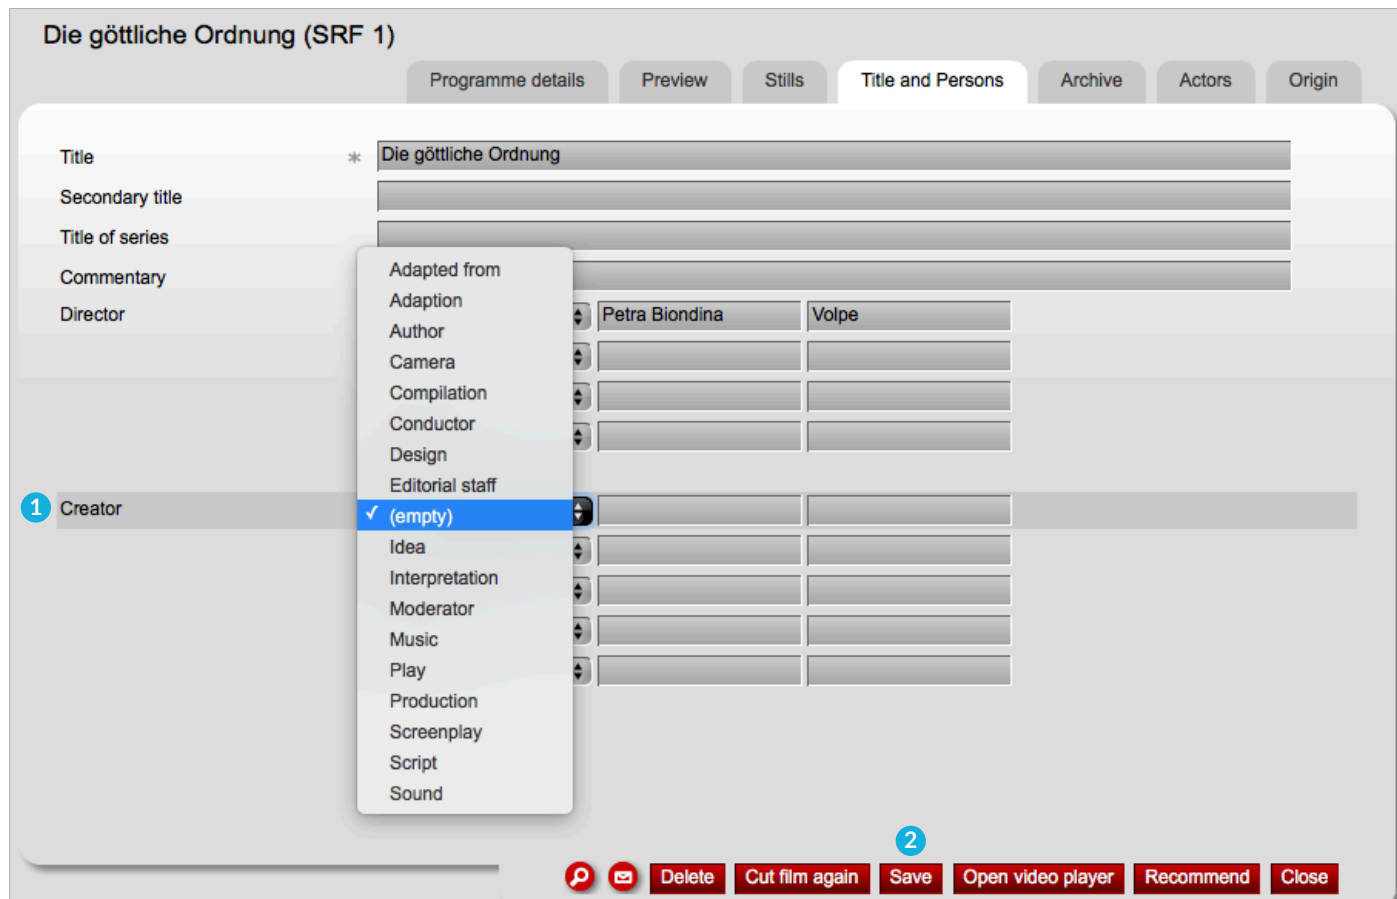 Die göttliche Ordnung (SRF 1)
Programme details Preview Stills Title and Persons Archive Actors Origin
Title * Die göttliche Ordnung
Secondary title
Title of series
Commentary
Director Petra Biondina Volpe
Adapted from
Adaption
Author
Camera
Compilation
Conductor
Design
Editorial staff
1 Creator ✓ (empty)
Idea
Interpretation
Moderator
Music
Play
Production
Screenplay
Script
Sound
2
Delete Cut film again Save Open video player Recommend Close